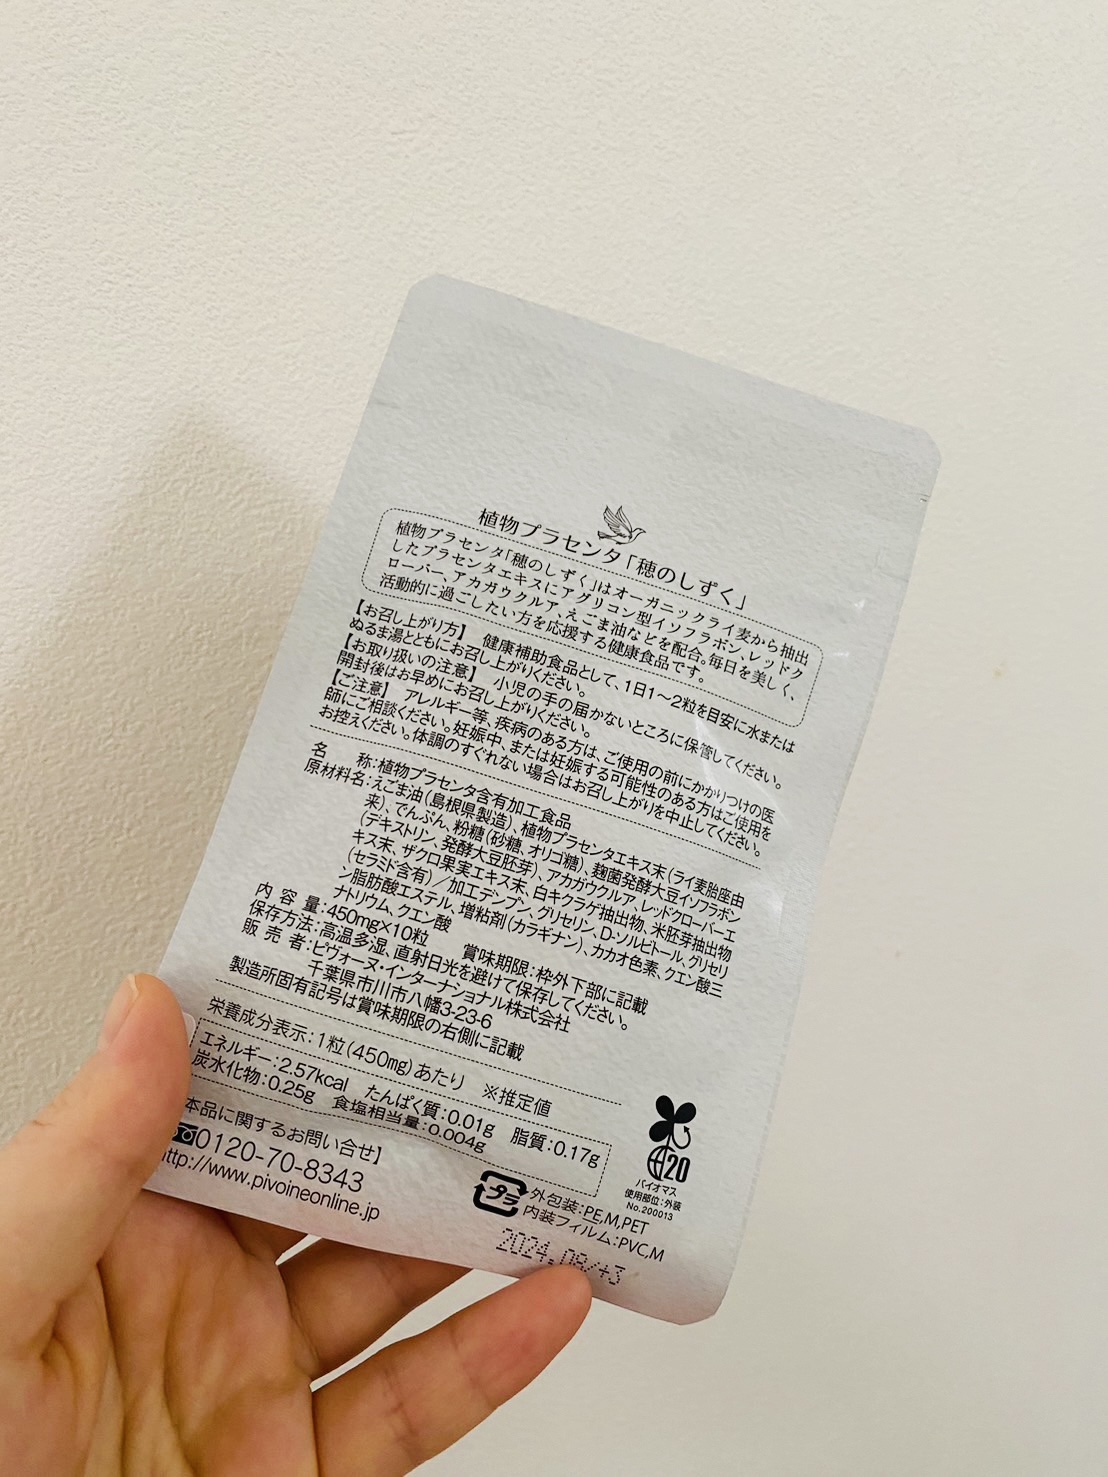 植物プラセンタ「穂のしずく」
植物プラセンタ「穂のしずく」はオーガニックライ麦から抽出
したプラセンタエキスにアグリコン型イソフラボン、レッドク
ローバー、アカガウクルア、えごま油などを配合。毎日を美しく、
活動的に過ごしたい方を応援する健康食品です。
【お召し上がり方】 健康補助食品として、1日1〜2粒を目安に水または
ぬるま湯とともにお召し上がりください。
【お取り扱いの注意】 小児の手の届かないところに保管してください。
開封後はお早めにお召し上がりください。
【ご注意】 アレルギー等、疾病のある方は、ご使用の前にかかりつけの医
師にご相談ください。妊娠中、または妊娠する可能性のある方はご使用を
お控えください。体調のすぐれない場合はお召し上がりを中止してください。
名 称:植物プラセンタ含有加工食品
原材料名:えごま油(島根県製造)、植物プラセンタエキス末(ライ麦胎座由
来)、でんぷん、粉糖(砂糖、オリゴ糖)、麹菌発酵大豆イソフラボン
(デキストリン、発酵大豆胚芽)、アカガウクルア、レッドクローバーエ
キス末、ザクロ果実エキス末、白キクラゲ抽出物、米胚芽抽出物
(セラミド含有)/加工デンプン、グリセリン、D-ソルビトール、グリセリ
ン脂肪酸エステル、増粘剤(カラギナン)、カカオ色素、クエン酸三
ナトリウム、クエン酸
内容量:450mg×10粒 賞味期限:枠外下部に記載
保存方法:高温多湿、直射日光を避けて保存してください。
販売者:ピヴォーヌ・インターナショナル株式会社
千葉県市川市八幡3-23-6
製造所固有記号は賞味期限の右側に記載
栄養成分表示:1粒(450mg)あたり ※推定値
エネルギー:2.57kcal たんぱく質:0.01g 脂質:0.17g
炭水化物:0.25g 食塩相当量:0.004g
本品に関するお問い合せ】
0120-70-8343
http://www.pivoineonline.jp
プラ
外包装:PE,M,PET
内装フィルム:PVC,M
20
バイオマス
使用部位:外装
No.200013
2024.08/+3